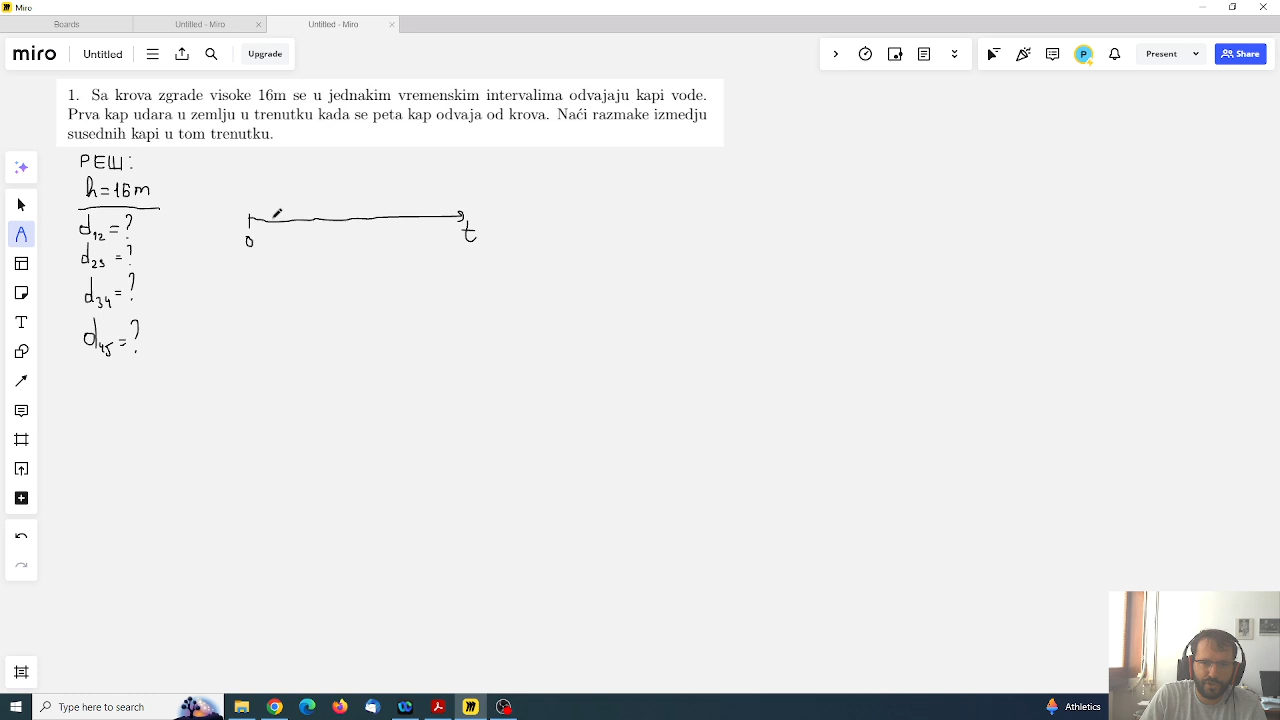 Miro
Boards
Untitled - Miro
Untitled - Miro
miro
Untitled
Upgrade
P
Present
Share
1. Sa krova zgrade visoke 16m se u jednakim vremenskim intervalima odvajaju kapi vode.
Prva kap udara u zemlju u trenutku kada se peta kap odvaja od krova. Naći razmake izmedju
susednih kapi u tom trenutku.
РЕШ:
h=16m
d₁₂=?
d₂₃=?
d₃₄=?
d₄₅=?
0
t
Type here to search
Athletics